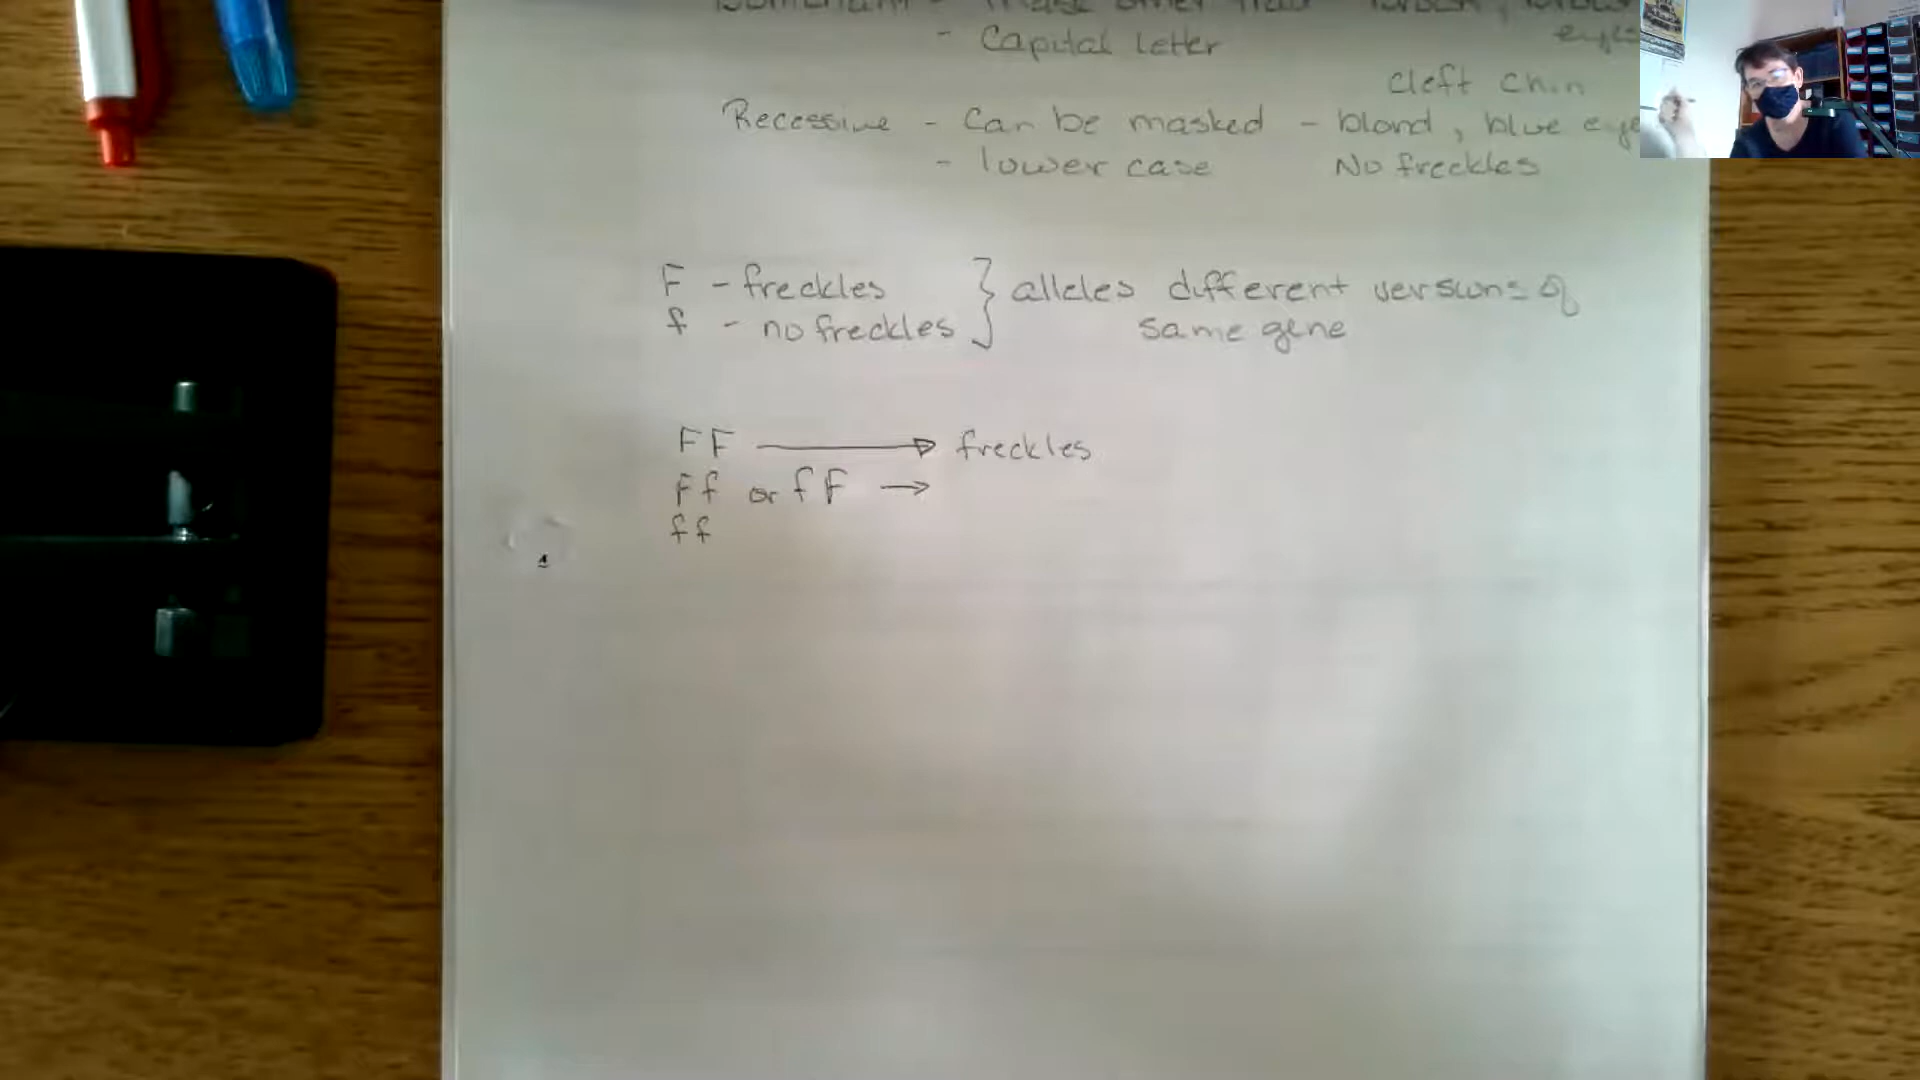 - Capital letter
eyes
cleft chin
Recessive - Can be masked - blond, blue eye
- lower case No freckles
F - freckles } alleles different versions of
f - no freckles same gene
FF → freckles
Ff or fF →
ff